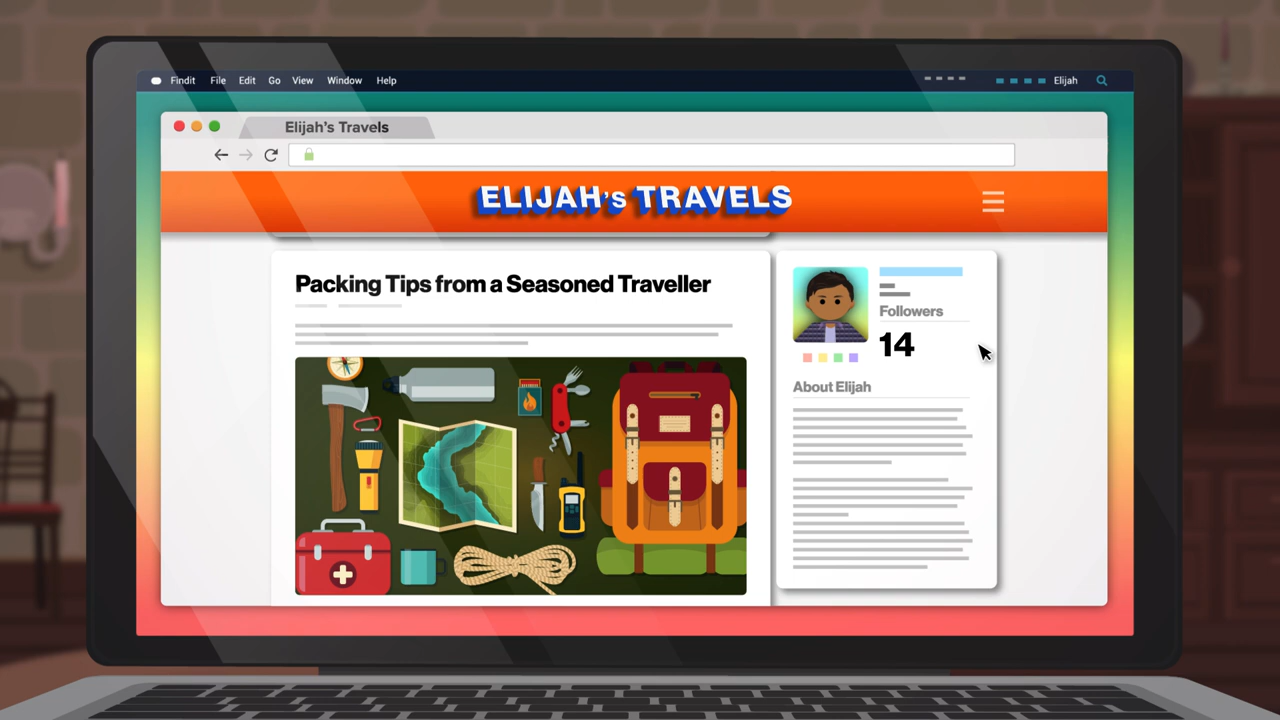 Findit File Edit Go View Window Help Elijah
Elijah's Travels
ELIJAH's TRAVELS
Packing Tips from a Seasoned Traveller
Followers
14
About Elijah